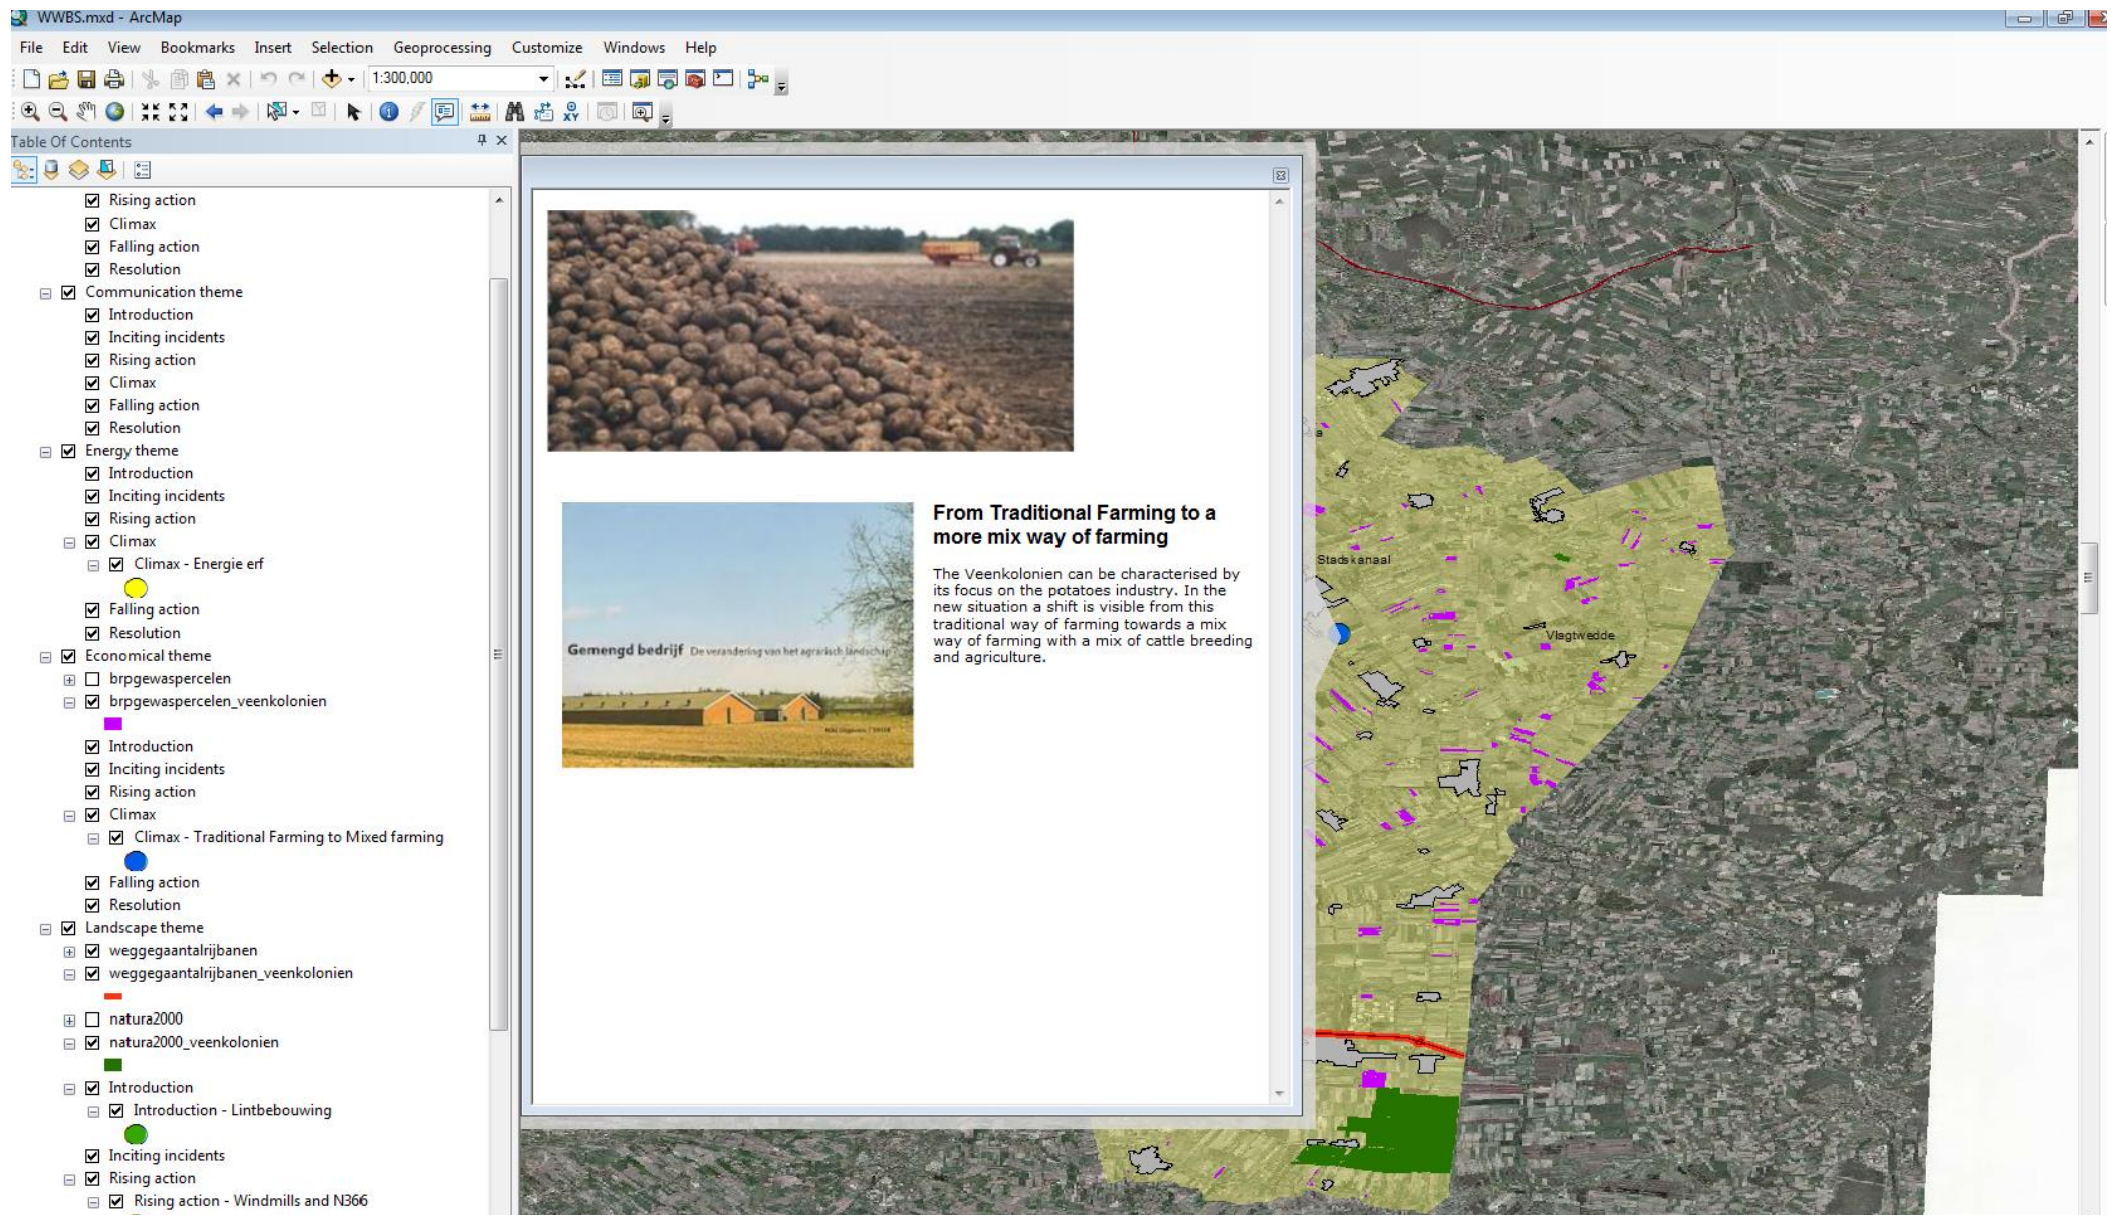 WWBS.mxd - ArcMap
File Edit View Bookmarks Insert Selection Geoprocessing Customize Windows Help
1:300,000
Table Of Contents
Rising action
Climax
Falling action
Resolution
Communication theme
Introduction
Inciting incidents
Rising action
Climax
Falling action
Resolution
Energy theme
Introduction
Inciting incidents
Rising action
Climax
Climax - Energie erf
Falling action
Resolution
Economical theme
brpgewaspercelen
brpgewaspercelen_veenkolonien
Introduction
Inciting incidents
Rising action
Climax
Climax - Traditional Farming to Mixed farming
Falling action
Resolution
Landscape theme
weggegaantalrijbanen
weggegaantalrijbanen_veenkolonien
natura2000
natura2000_veenkolonien
Introduction
Introduction - Lintbebouwing
Inciting incidents
Rising action
Rising action - Windmills and N366
Gemengd bedrijf De verandering van het agrarisch landschap
From Traditional Farming to a
more mix way of farming
The Veenkolonien can be characterised by
its focus on the potatoes industry. In the
new situation a shift is visible from this
traditional way of farming towards a mix
way of farming with a mix of cattle breeding
and agriculture.
Stadskanaal
Vlagtwedde